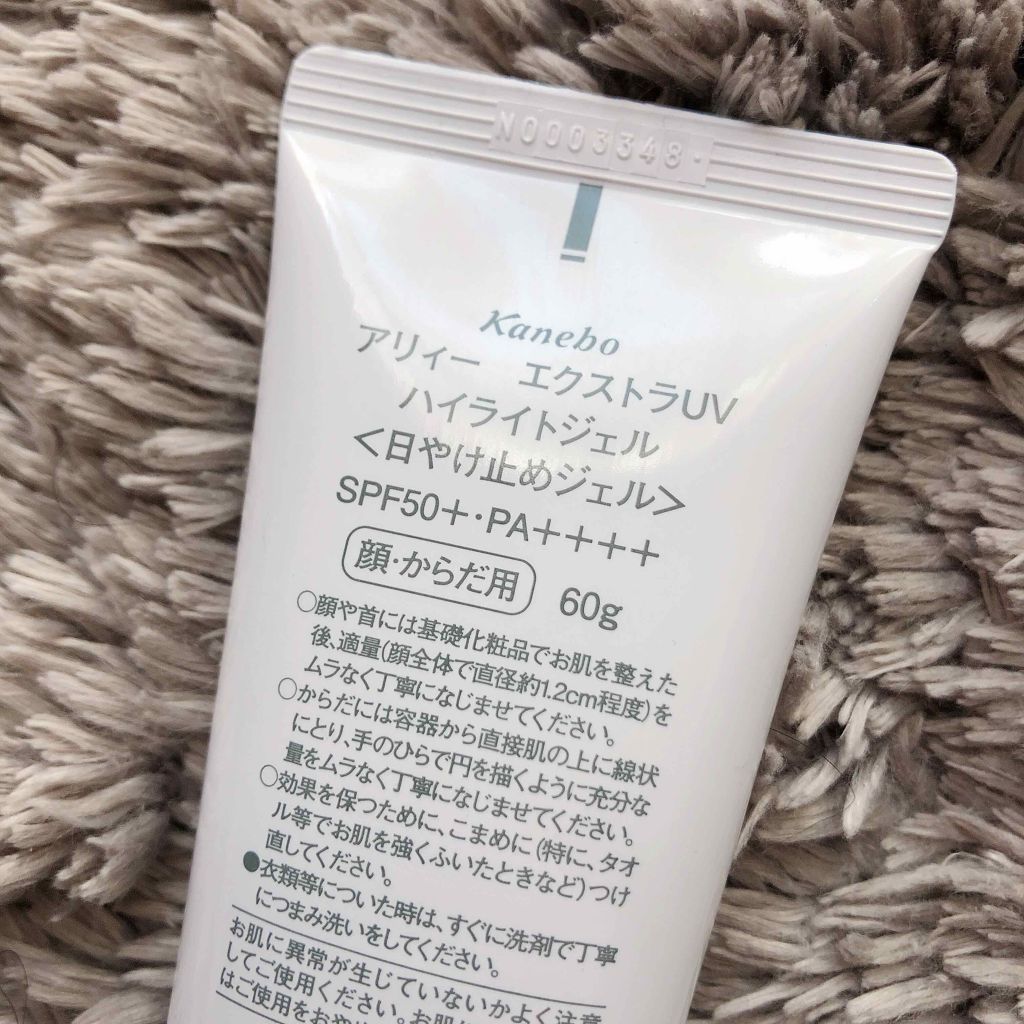 N0003348·
Kanebo
アリィー エクストラUV
ハイライトジェル
<日やけ止めジェル>
SPF50+·PA++++
顔·からだ用 60g
○顔や首には基礎化粧品でお肌を整えた
後、適量(顔全体で直径約1.2cm程度)を
ムラなく丁寧になじませてください。
○からだには容器から直接肌の上に線状
にとり、手のひらで円を描くように充分な
量をムラなく丁寧になじませてください。
○効果を保つために、こまめに(特に、タオ
ル等でお肌を強くふいたときなど)つけ
直してください。
●衣類等についた時は、すぐに洗剤で丁寧
につまみ洗いをしてください。
お肌に異常が生じていないかよく注意
してご使用ください。お肌に
はご使用をおやめ